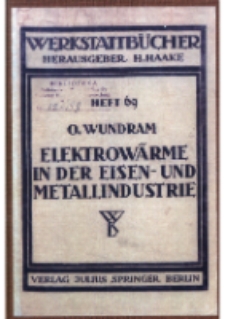 WERKSTATTBÜCHER
HERAUSGEBER H. HAAKE
HEFT 69
O. WUNDRAM
ELEKTROWÄRME
IN DER EISEN- UND
METALLINDUSTRIE
VERLAG JULIUS SPRINGER. BERLIN